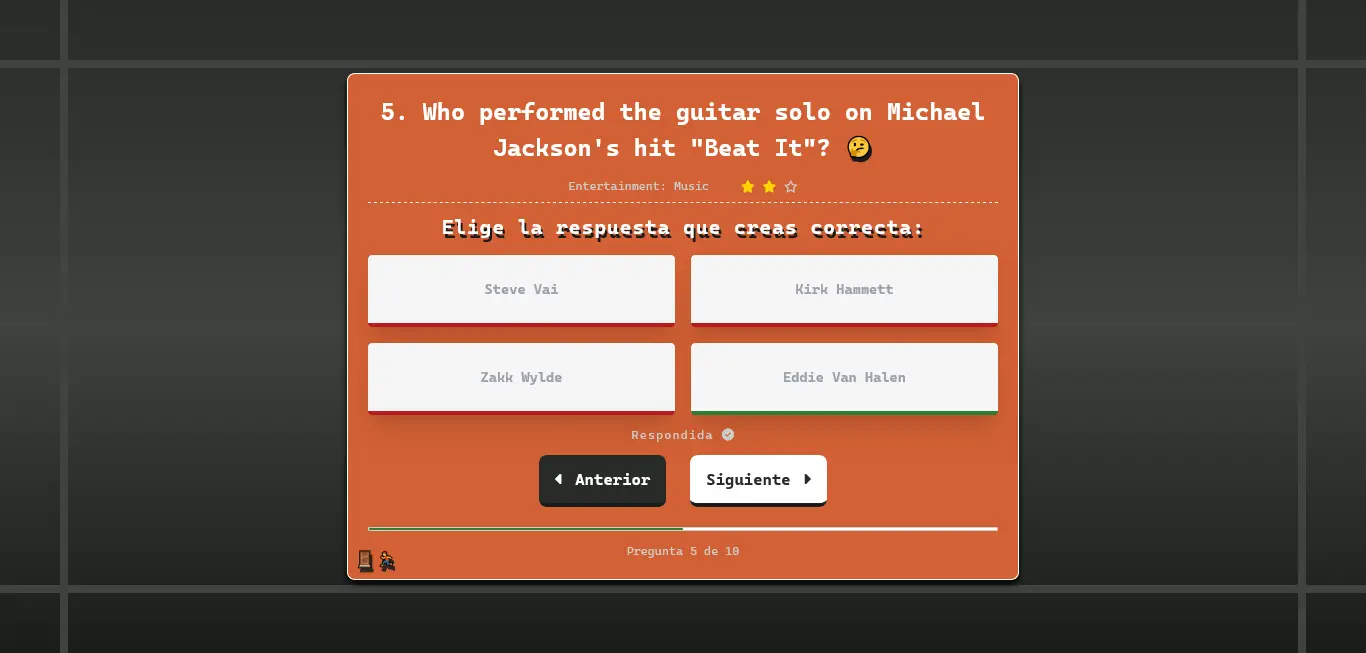 5. Who performed the guitar solo on Michael
Jackson's hit "Beat It"? 🤔
Entertainment: Music
Elige la respuesta que creas correcta:
Steve Vai
Kirk Hammett
Zakk Wylde
Eddie Van Halen
Respondida
Anterior
Siguiente
Pregunta 5 de 10